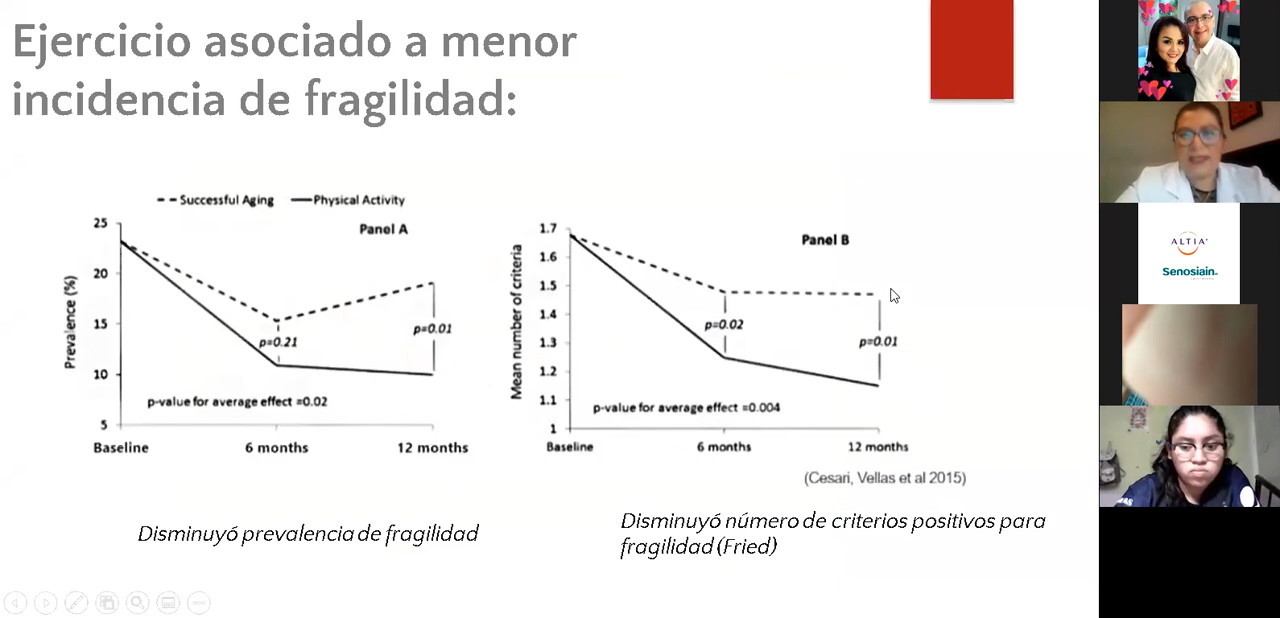 Ejercicio asociado a menor
incidencia de fragilidad:
Successful Aging Physical Activity
Panel A
25
20
15
10
5
Prevalence (%)
p=0.21
p=0.01
p-value for average effect =0.02
Baseline 6 months 12 months
Panel B
1.7
1.6
1.5
1.4
1.3
1.2
1.1
1
Mean number of criteria
p=0.02
p=0.01
p-value for average effect =0.004
Baseline 6 months 12 months
(Cesari, Vellas et al 2015)
Disminuyó prevalencia de fragilidad
Disminuyó número de criterios positivos para
fragilidad (Fried)
ALTIA
Senosiain